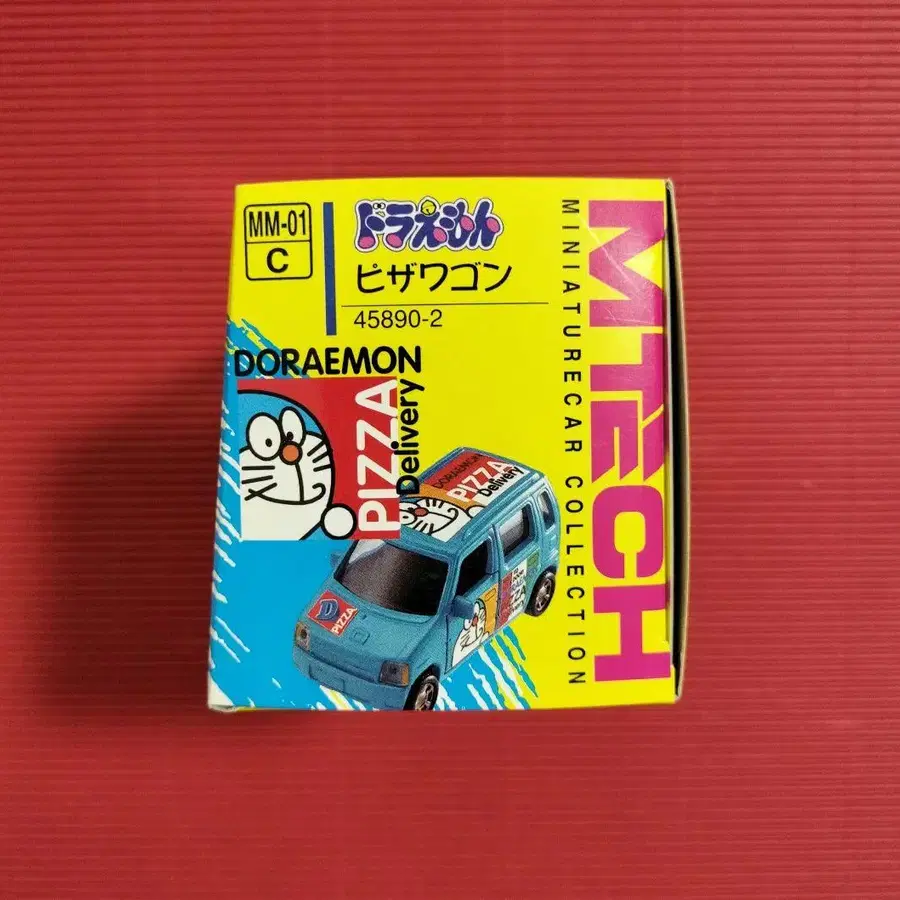 MM-01
C
ドラえもん
ピザワゴン
45890-2
DORAEMON
PIZZA
Delivery
DORAEMON
PIZZA
Delivery
D
PIZZA
PIZZA
MTECH
MINIATURECAR COLLECTION